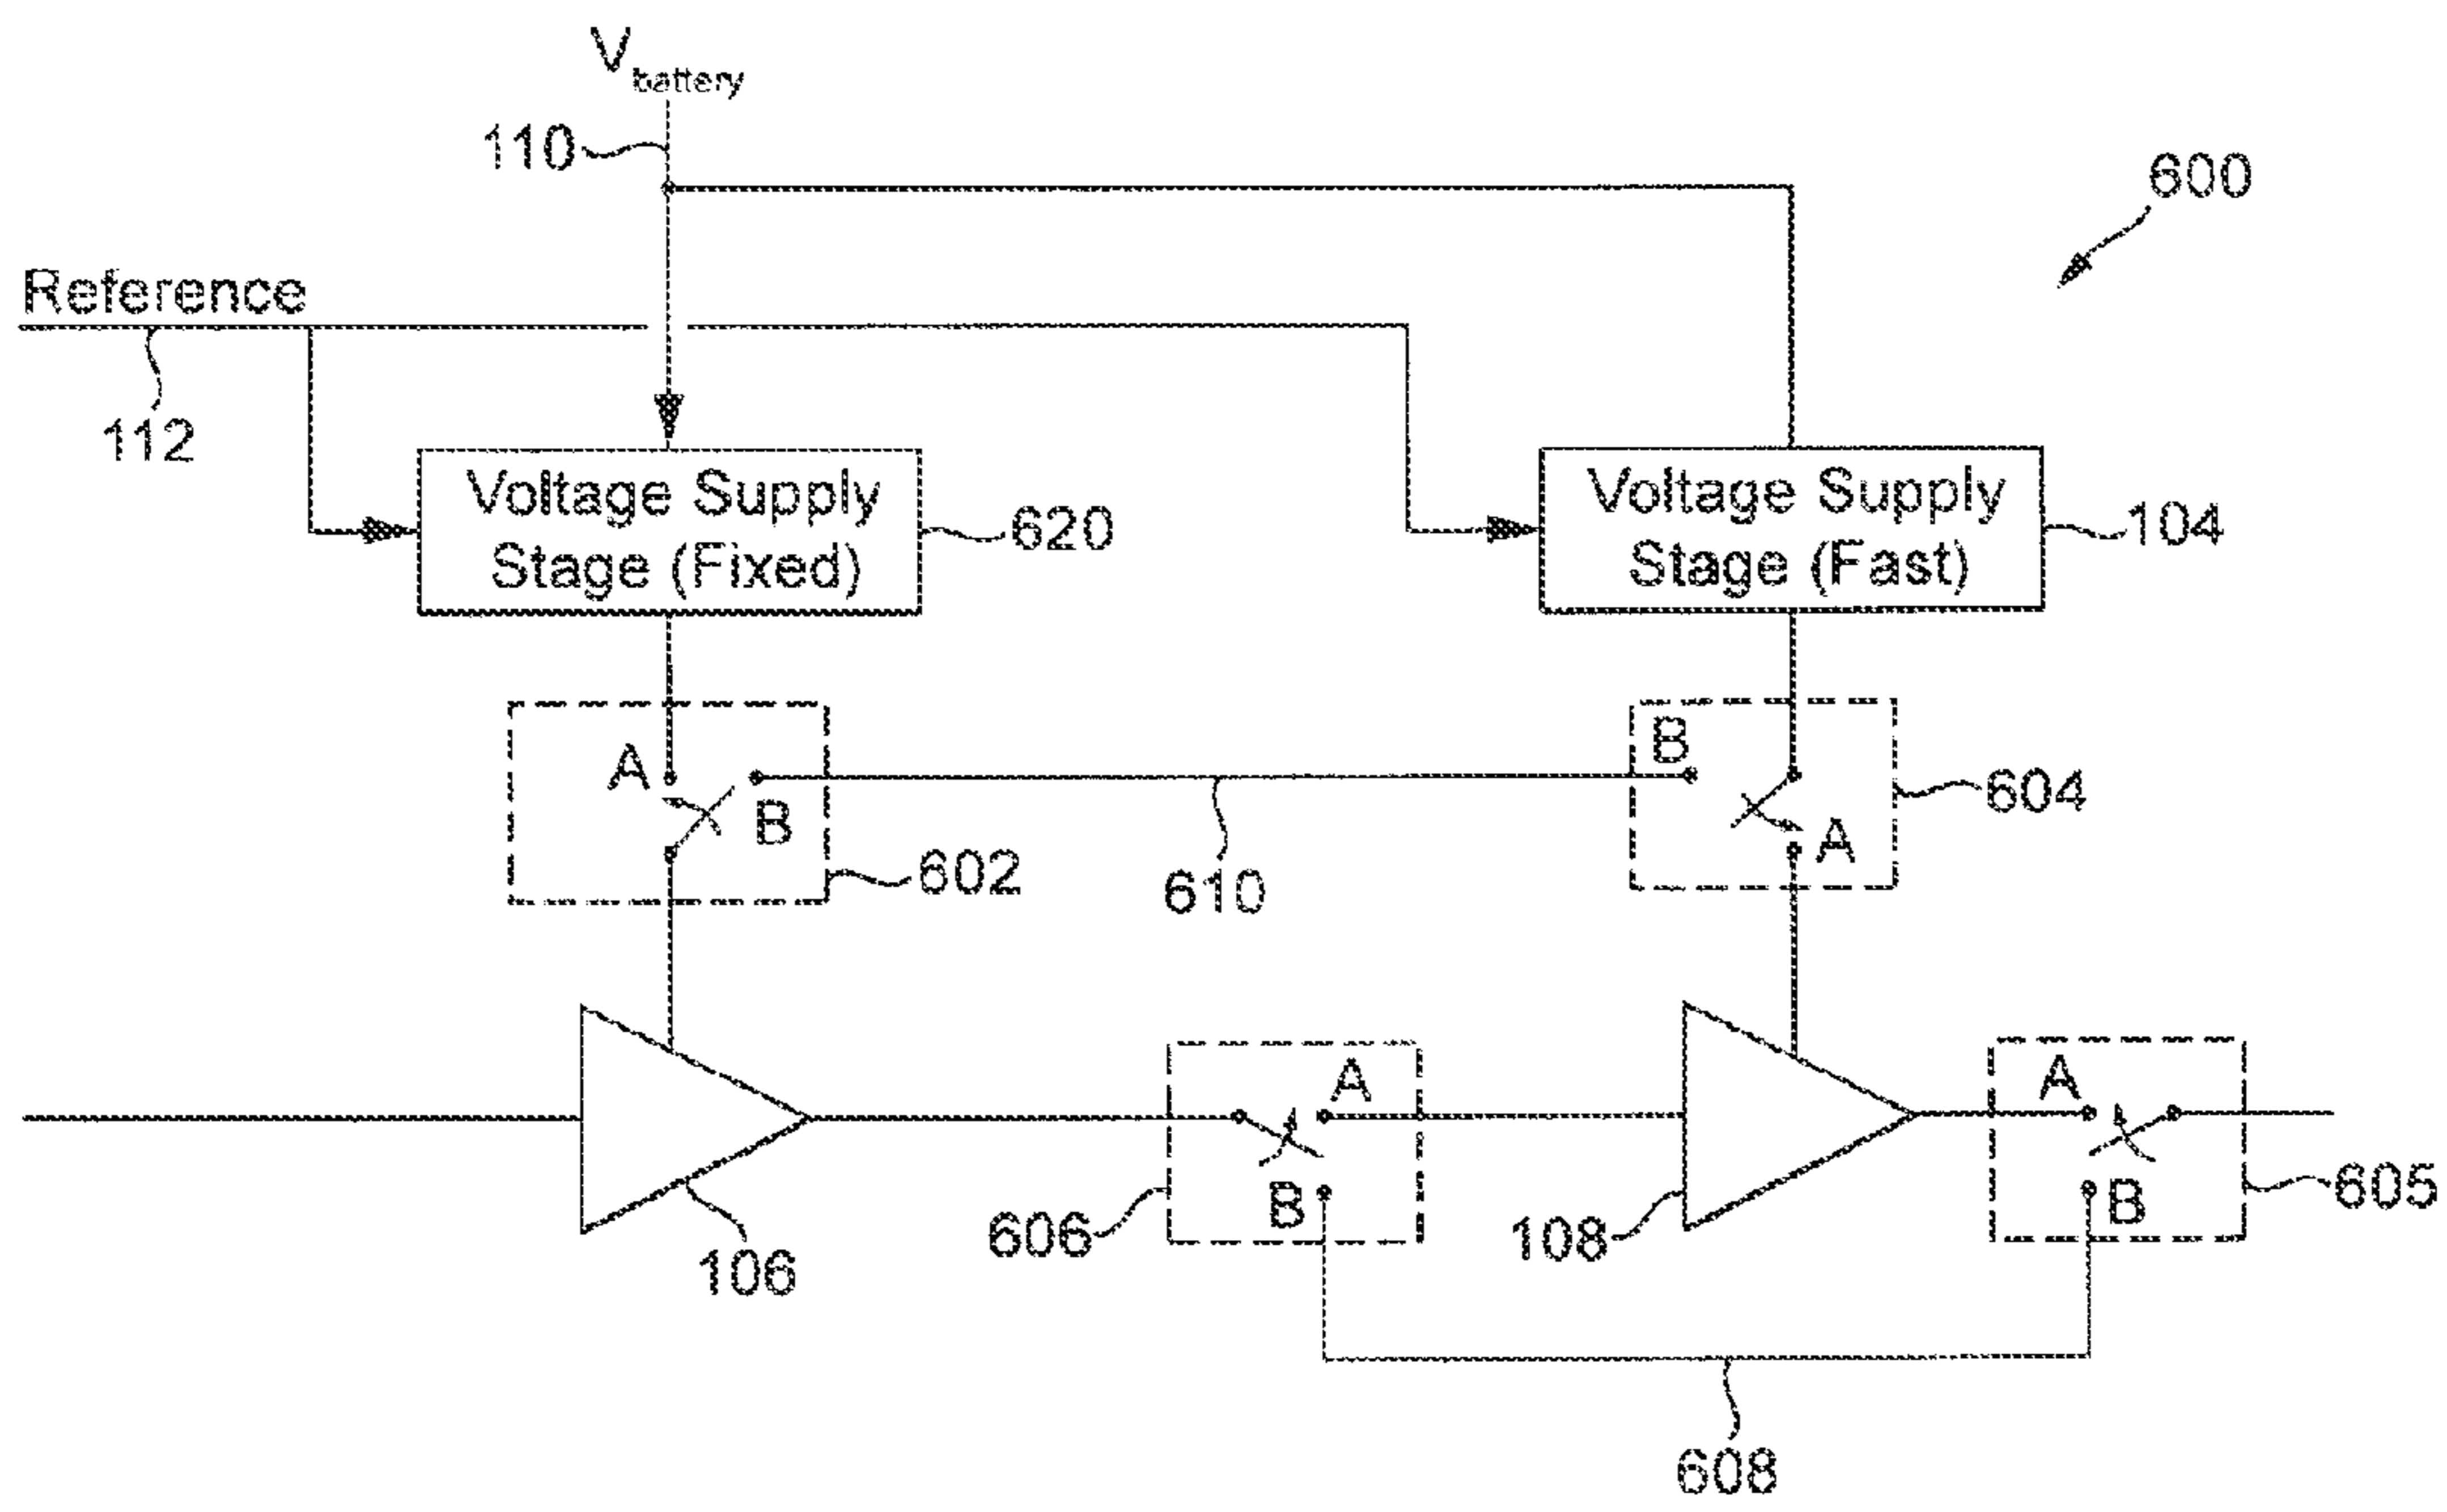 Vbattery
110
600
Reference
112
Voltage Supply
Stage (Fixed)
620
Voltage Supply
Stage (Fast)
104
A
B
602
610
B
A
604
106
A
B
606
108
A
B
605
608